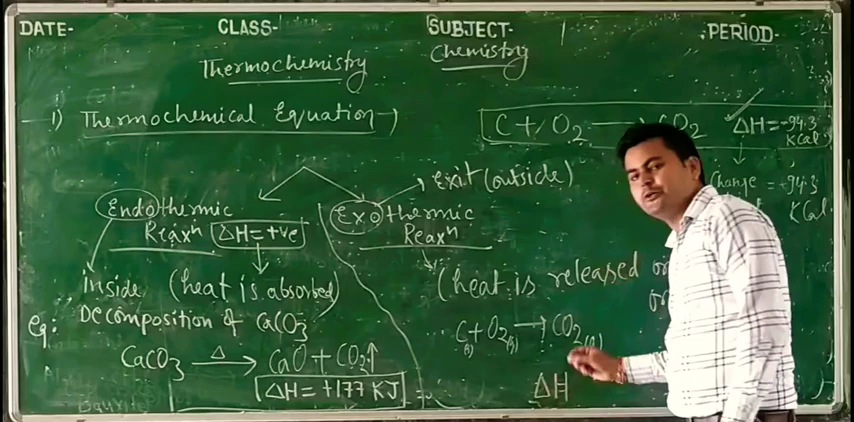 DATE- CLASS- SUBJECT- PERIOD-
Chemistry
Thermochemistry
1) Thermochemical Equation →
C + O2 → CO2 ΔH = -94.3 KCal
Change = -94.3 KCal
Exit (outside)
Endothermic Reaxⁿ ΔH = +ve
Exothermic Reaxⁿ
Inside (heat is absorbed)
(heat is released or
Eg: Decomposition of CaCO3
CaCO3 —Δ→ CaO + CO2↑
ΔH = +177 KJ
C(s) + O2(g) → CO2(g)
ΔH